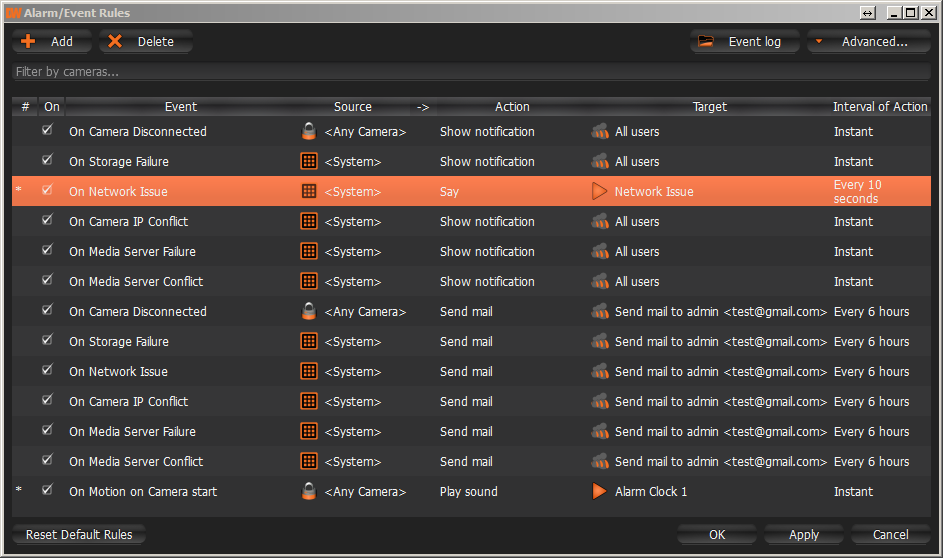 DW Alarm/Event Rules
Add Delete Event log Advanced...
Filter by cameras...
# On Event Source -> Action Target Interval of Action
On Camera Disconnected <Any Camera> Show notification All users Instant
On Storage Failure <System> Show notification All users Instant
* On Network Issue <System> Say Network Issue Every 10
seconds
On Camera IP Conflict <System> Show notification All users Instant
On Media Server Failure <System> Show notification All users Instant
On Media Server Conflict <System> Show notification All users Instant
On Camera Disconnected <Any Camera> Send mail Send mail to admin <test@gmail.com> Every 6 hours
On Storage Failure <System> Send mail Send mail to admin <test@gmail.com> Every 6 hours
On Network Issue <System> Send mail Send mail to admin <test@gmail.com> Every 6 hours
On Camera IP Conflict <System> Send mail Send mail to admin <test@gmail.com> Every 6 hours
On Media Server Failure <System> Send mail Send mail to admin <test@gmail.com> Every 6 hours
On Media Server Conflict <System> Send mail Send mail to admin <test@gmail.com> Every 6 hours
* On Motion on Camera start <Any Camera> Play sound Alarm Clock 1 Instant
Reset Default Rules OK Apply Cancel